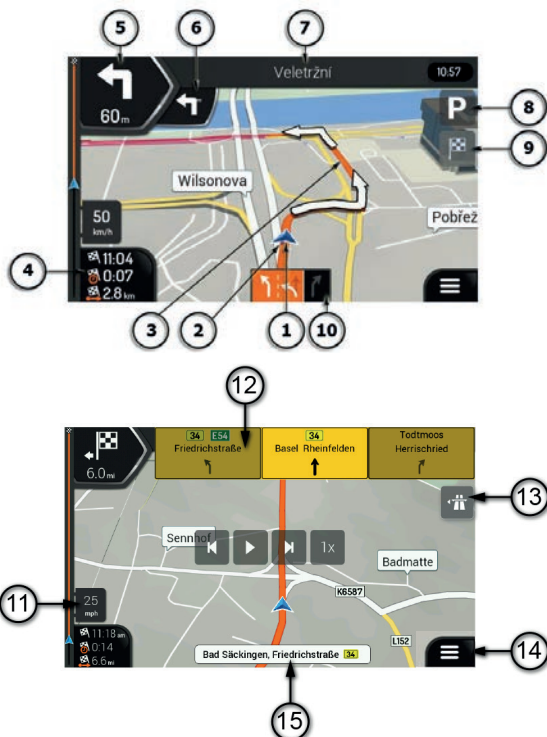 5
6
7
Veletržní
10:57
60 m
P
8
9
Wilsonova
50
km/h
Pobřež
11:04
0:07
2.8 km
4
3
2
1
10
12
34 E54
Friedrichstraße
34
Basel Rheinfelden
Todtmoos
Herrischried
6.0 mi
13
Sennhof
1x
Badmatte
11
25
mph
K6587
11:18 am
0:14
6.6 mi
L152
Bad Säckingen, Friedrichstraße 34
14
15